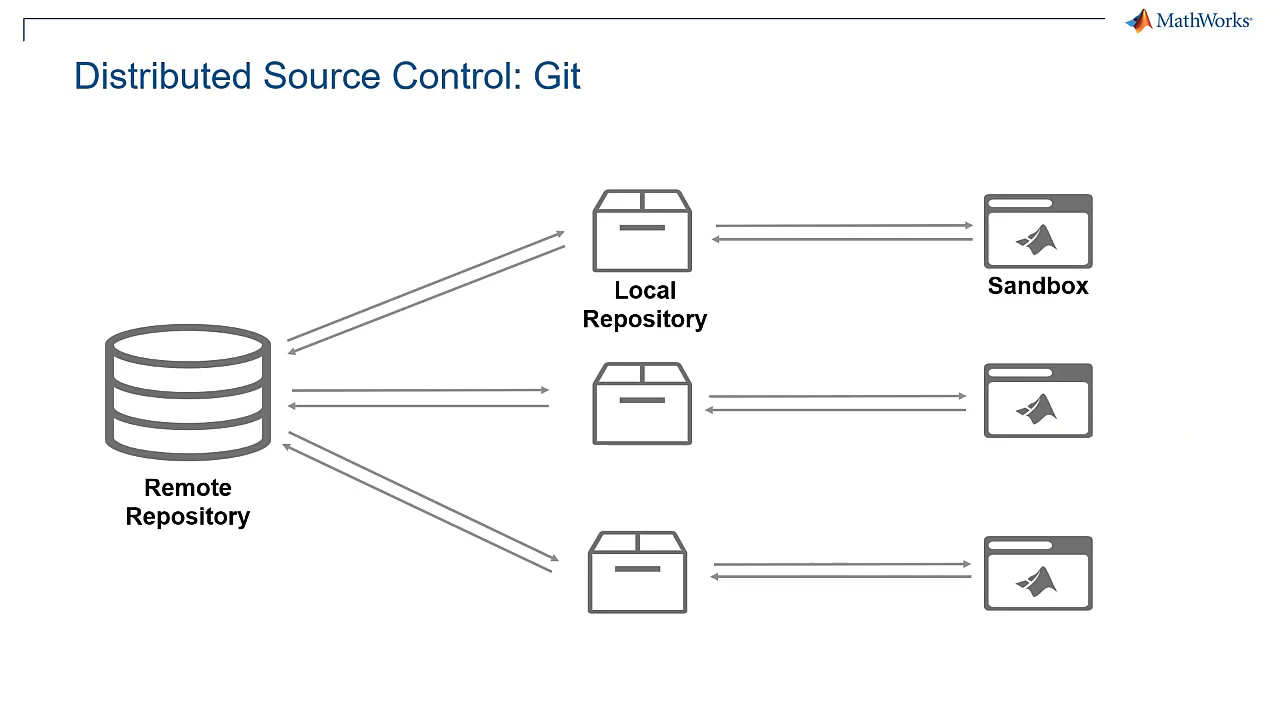 MathWorks®
Distributed Source Control: Git
Local
Repository
Sandbox
Remote
Repository